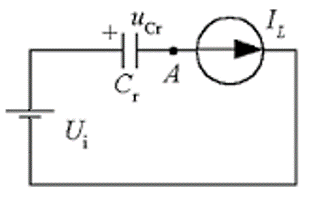 + u_Cr
I_L
C_r
A
U_i